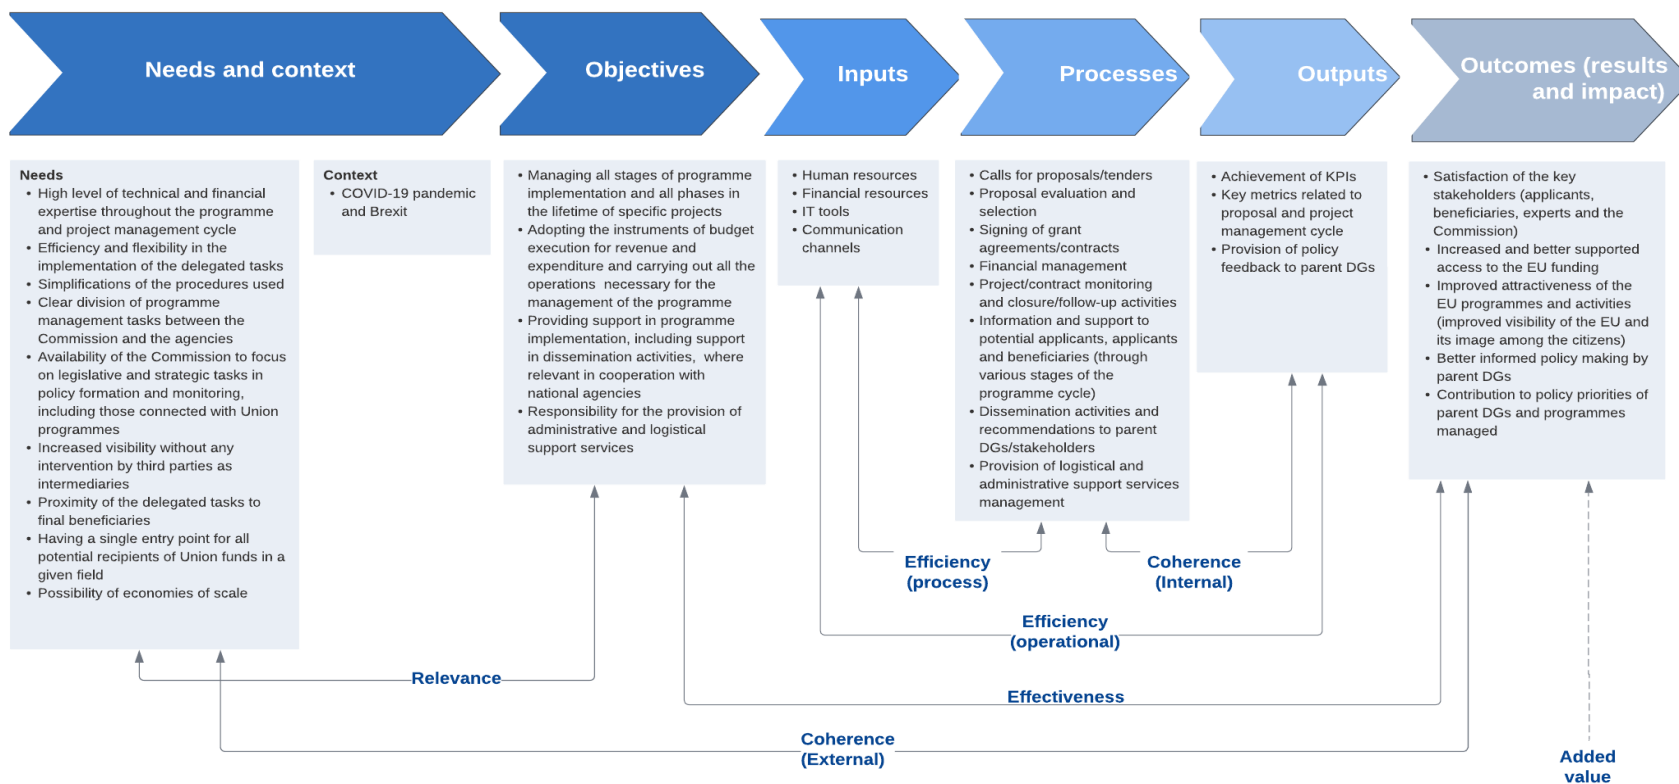 Needs and context
Objectives
Inputs
Processes
Outputs
Outcomes (results
and impact)
Needs
• High level of technical and financial
expertise throughout the programme
and project management cycle
• Efficiency and flexibility in the
implementation of the delegated tasks
• Simplifications of the procedures used
• Clear division of programme
management tasks between the
Commission and the agencies
• Availability of the Commission to focus
on legislative and strategic tasks in
policy formation and monitoring,
including those connected with Union
programmes
• Increased visibility without any
intervention by third parties as
intermediaries
• Proximity of the delegated tasks to
final beneficiaries
• Having a single entry point for all
potential recipients of Union funds in a
given field
• Possibility of economies of scale
Context
• COVID-19 pandemic
and Brexit
• Managing all stages of programme
implementation and all phases in
the lifetime of specific projects
• Adopting the instruments of budget
execution for revenue and
expenditure and carrying out all the
operations necessary for the
management of the programme
• Providing support in programme
implementation, including support
in dissemination activities, where
relevant in cooperation with
national agencies
• Responsibility for the provision of
administrative and logistical
support services
• Human resources
• Financial resources
• IT tools
• Communication
channels
• Calls for proposals/tenders
• Proposal evaluation and
selection
• Signing of grant
agreements/contracts
• Financial management
• Project/contract monitoring
and closure/follow-up activities
• Information and support to
potential applicants, applicants
and beneficiaries (through
various stages of the
programme cycle)
• Dissemination activities and
recommendations to parent
DGs/stakeholders
• Provision of logistical and
administrative support services
management
• Achievement of KPIs
• Key metrics related to
proposal and project
management cycle
• Provision of policy
feedback to parent DGs
• Satisfaction of the key
stakeholders (applicants,
beneficiaries, experts and the
Commission)
• Increased and better supported
access to the EU funding
• Improved attractiveness of the
EU programmes and activities
(improved visibility of the EU and
its image among the citizens)
• Better informed policy making by
parent DGs
• Contribution to policy priorities of
parent DGs and programmes
managed
Efficiency
(process)
Coherence
(Internal)
Efficiency
(operational)
Relevance
Effectiveness
Coherence
(External)
Added
value